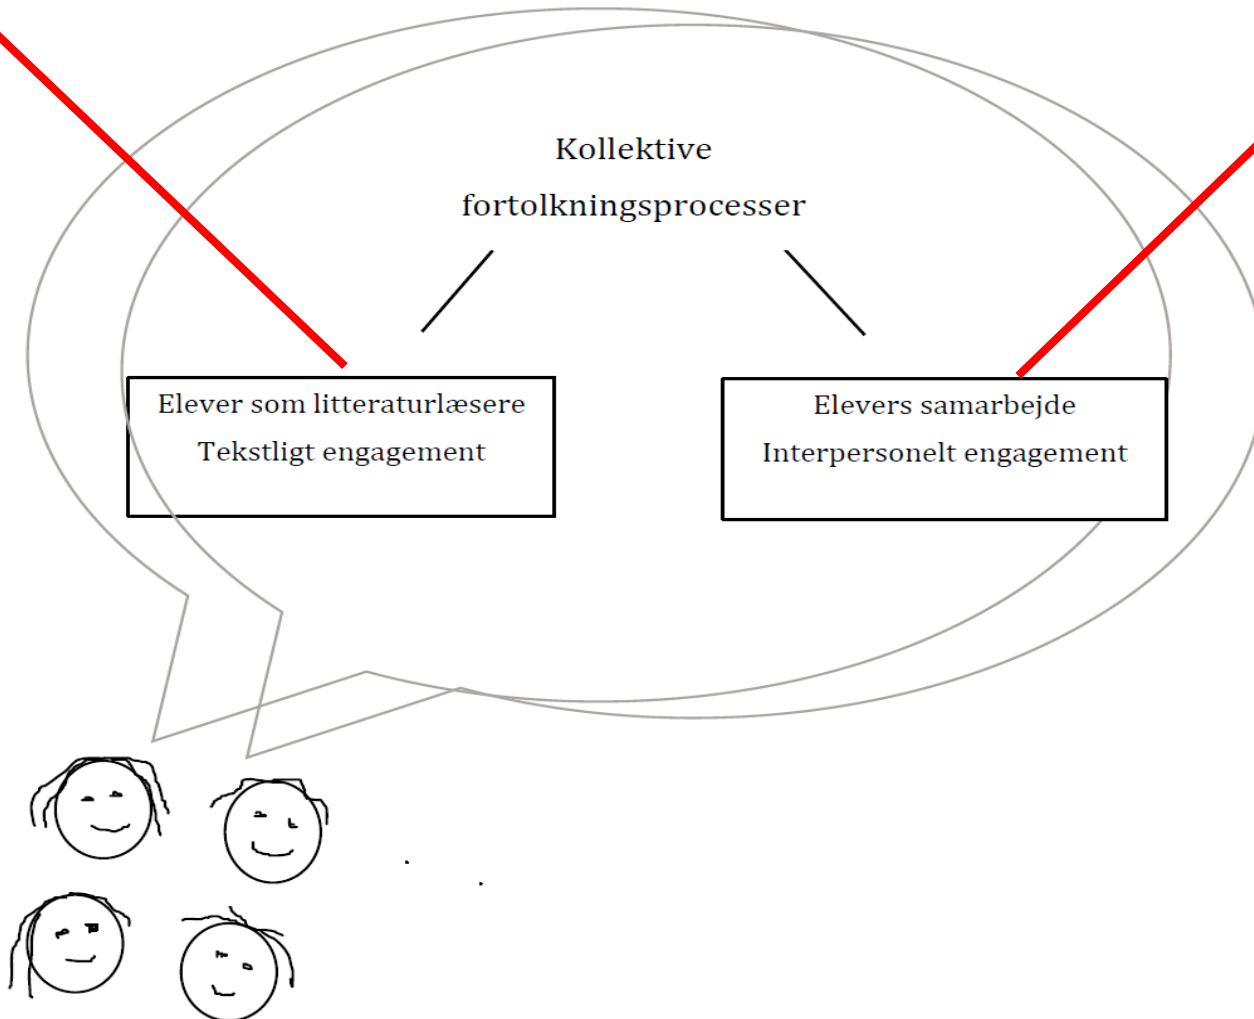 Kollektive
fortolkningsprocesser
Elever som litteraturlæsere
Tekstligt engagement
Elevers samarbejde
Interpersonelt engagement